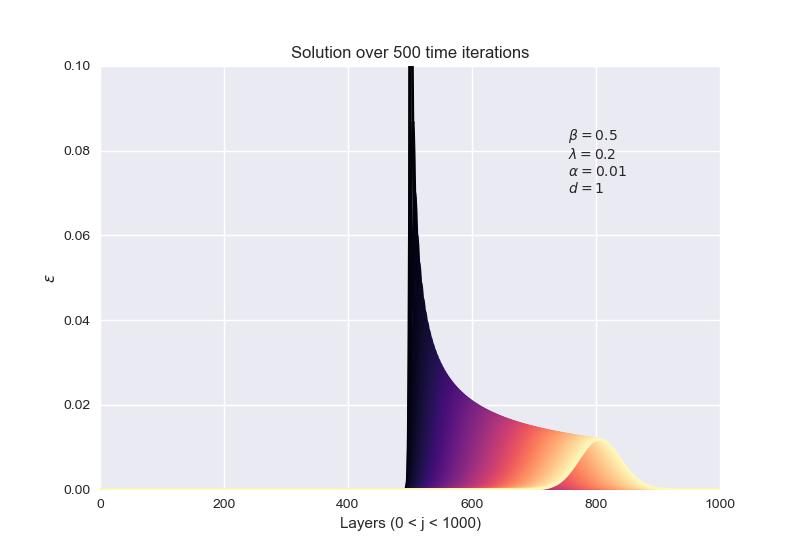 Solution over 500 time iterations
0.10
0.08
0.06
0.04
0.02
0.00
ε
β = 0.5
λ = 0.2
α = 0.01
d = 1
0 200 400 600 800 1000
Layers (0 < j < 1000)